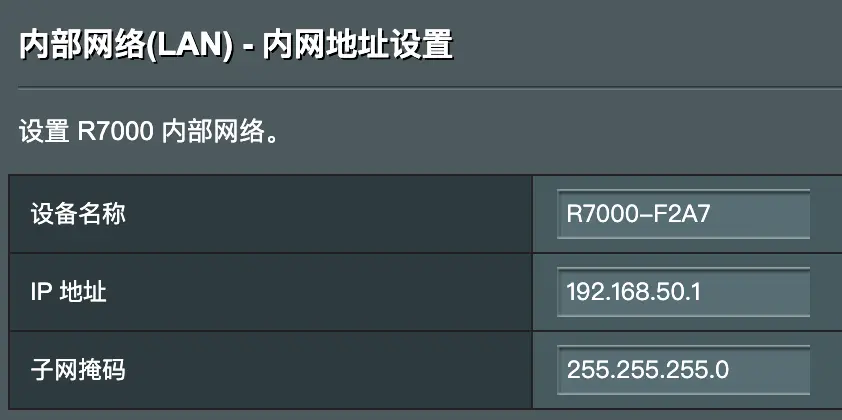 内部网络(LAN) - 内网地址设置
设置 R7000 内部网络。
设备名称 R7000-F2A7
IP 地址 192.168.50.1
子网掩码 255.255.255.0